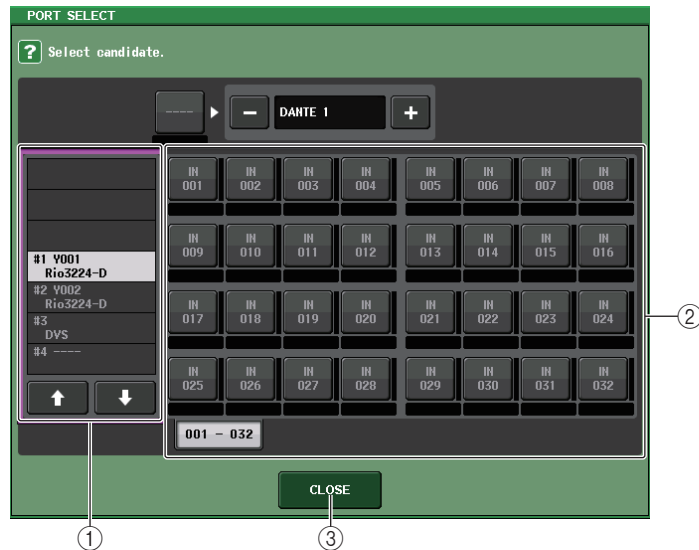 PORT SELECT
? Select candidate.
----
− DANTE 1 +
#1 Y001
Rio3224-D
#2 Y002
Rio3224-D
#3
DVS
#4 ----
IN 001 IN 002 IN 003 IN 004 IN 005 IN 006 IN 007 IN 008
IN 009 IN 010 IN 011 IN 012 IN 013 IN 014 IN 015 IN 016
IN 017 IN 018 IN 019 IN 020 IN 021 IN 022 IN 023 IN 024
IN 025 IN 026 IN 027 IN 028 IN 029 IN 030 IN 031 IN 032
001 - 032
CLOSE
②
① ③